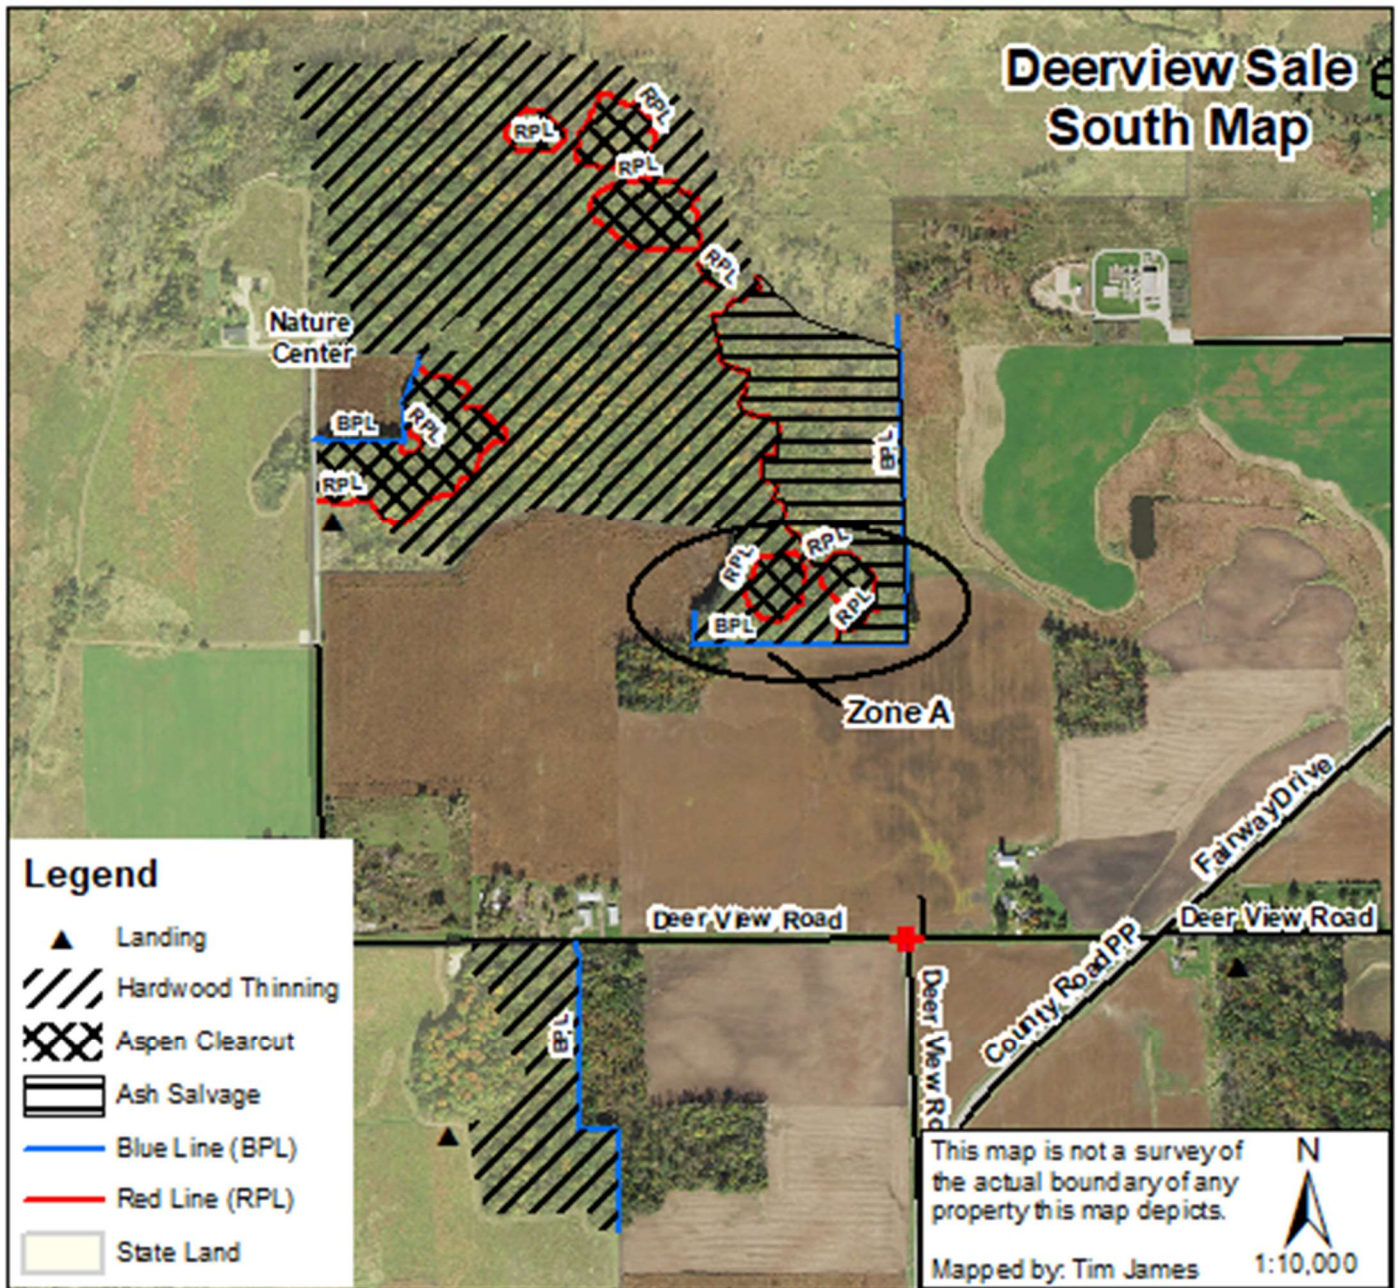 Deerview Sale
South Map
RPL
RPL
RPL
RPL
Nature
Center
BPL
RPL
RPL
BPL
RPL
RPL
RPL
BPL
Zone A
Fairway Drive
Deer View Road
Deer View Road
County Road PP
Deer View Ro
BPL
Legend
Landing
Hardwood Thinning
Aspen Clearcut
Ash Salvage
Blue Line (BPL)
Red Line (RPL)
State Land
This map is not a survey of
the actual boundary of any
property this map depicts.
Mapped by: Tim James
N
1:10,000